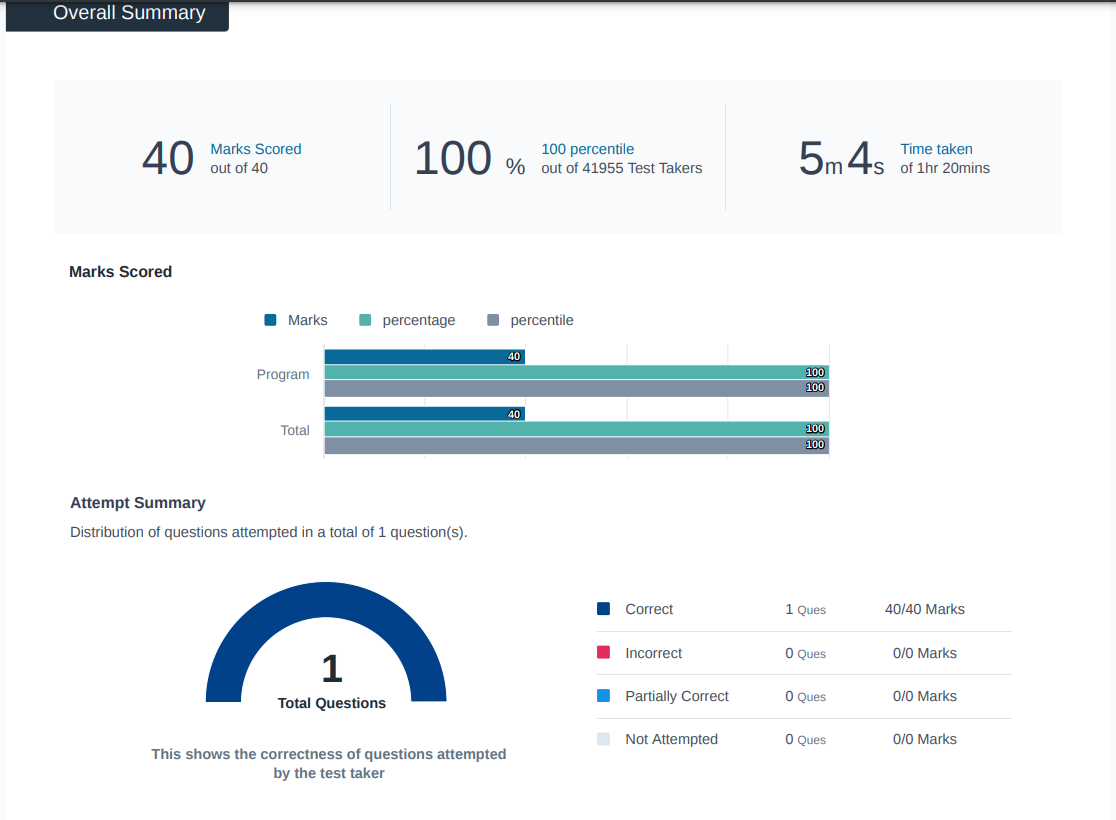 Overall Summary
40 Marks Scored
out of 40
100 % 100 percentile
out of 41955 Test Takers
5m 4s Time taken
of 1hr 20mins
Marks Scored
Marks percentage percentile
Program
40
100
100
Total
40
100
100
Attempt Summary
Distribution of questions attempted in a total of 1 question(s).
1
Total Questions
This shows the correctness of questions attempted
by the test taker
Correct 1 Ques 40/40 Marks
Incorrect 0 Ques 0/0 Marks
Partially Correct 0 Ques 0/0 Marks
Not Attempted 0 Ques 0/0 Marks